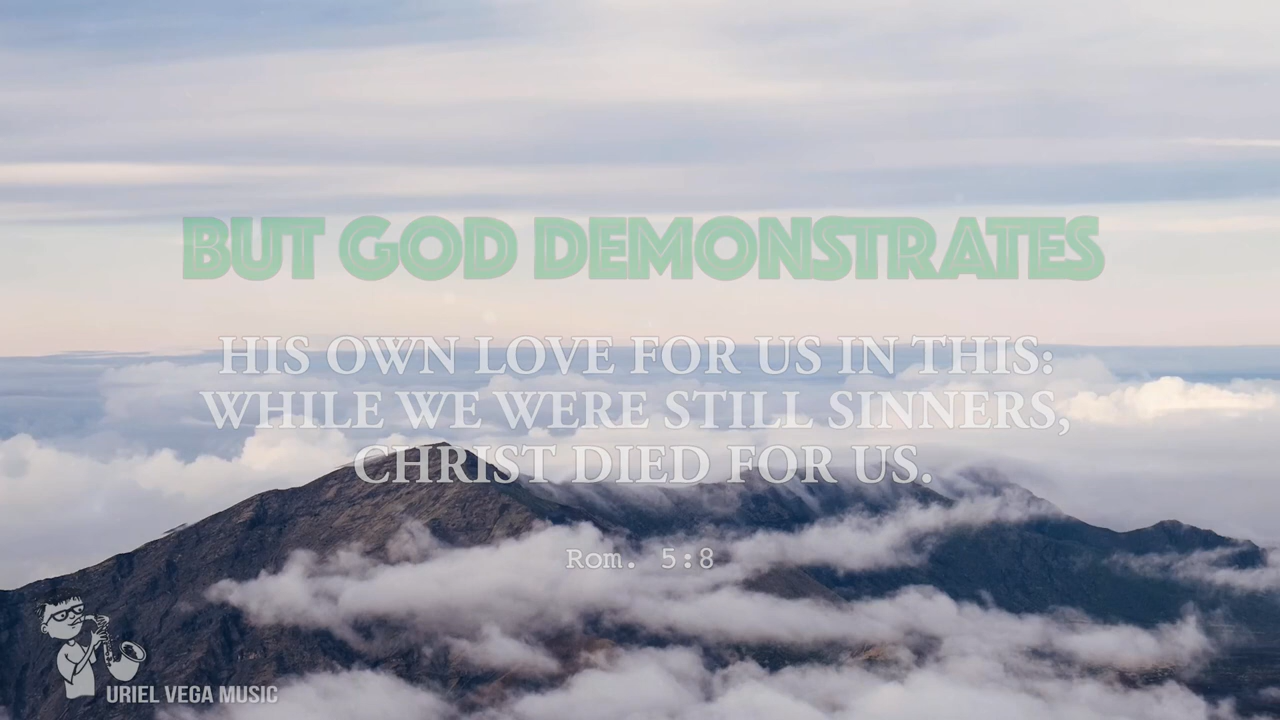 BUT GOD DEMONSTRATES
HIS OWN LOVE FOR US IN THIS:
WHILE WE WERE STILL SINNERS,
CHRIST DIED FOR US.
Rom. 5:8
URIEL VEGA MUSIC